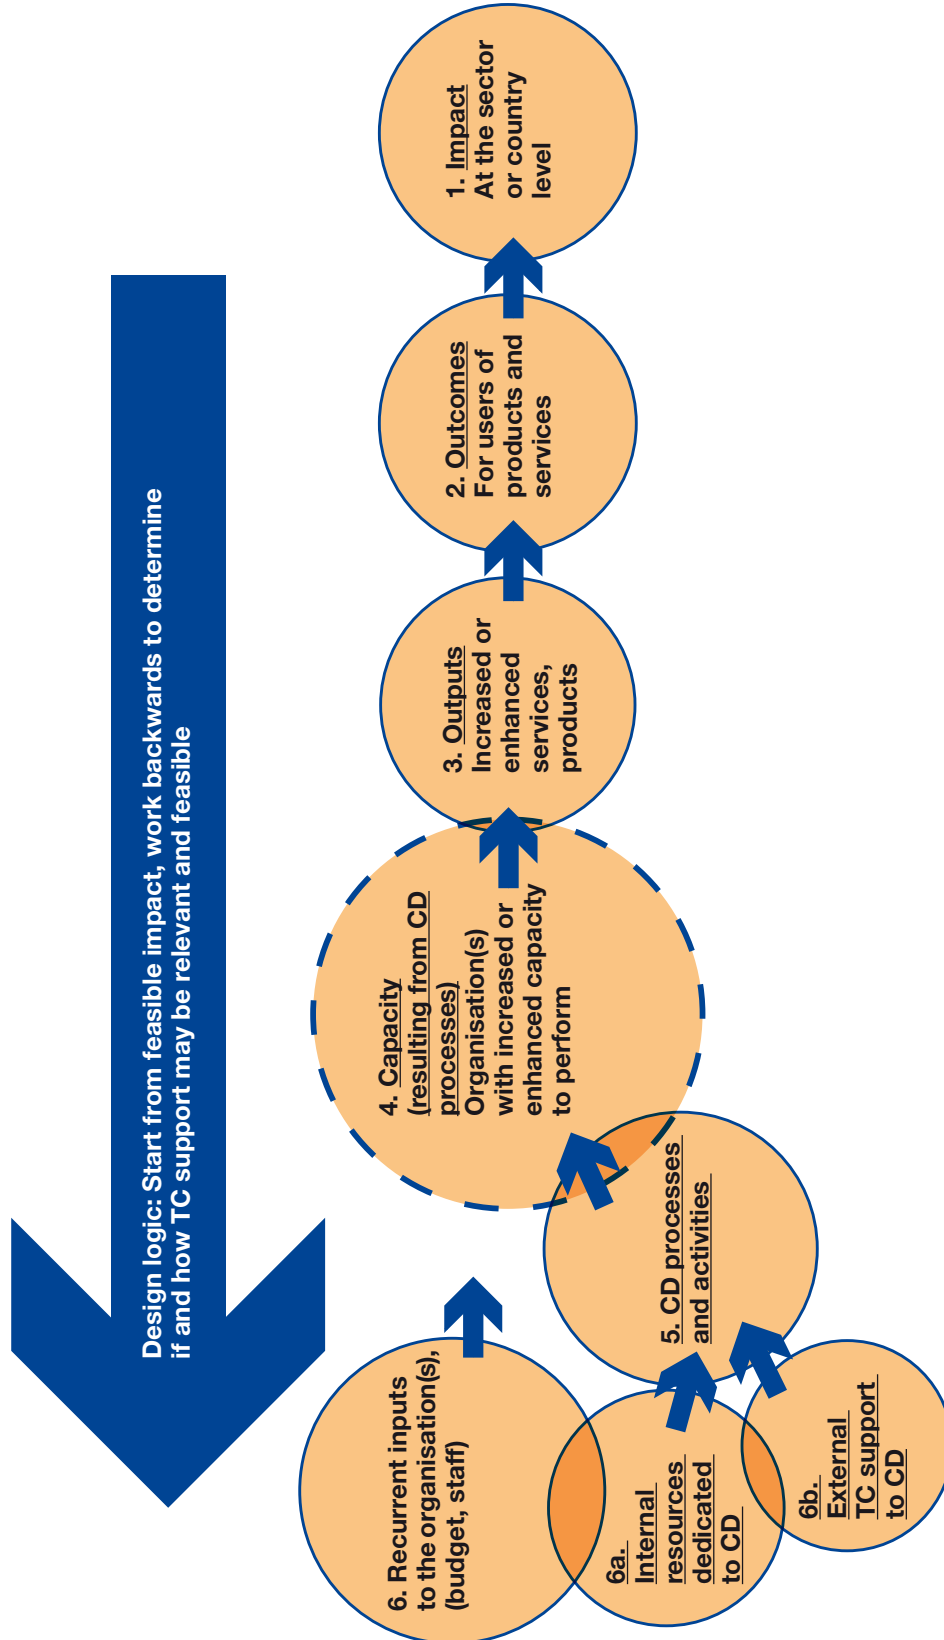 Design logic: Start from feasible impact, work backwards to determine
if and how TC support may be relevant and feasible
6. Recurrent inputs
to the organisation(s),
(budget, staff)
6a.
Internal
resources
dedicated
to CD
6b.
External
TC support
to CD
5. CD processes
and activities
4. Capacity
(resulting from CD
processes)
Organisation(s)
with increased or
enhanced capacity
to perform
3. Outputs
Increased or
enhanced
services,
products
2. Outcomes
For users of
products and
services
1. Impact
At the sector
or country
level